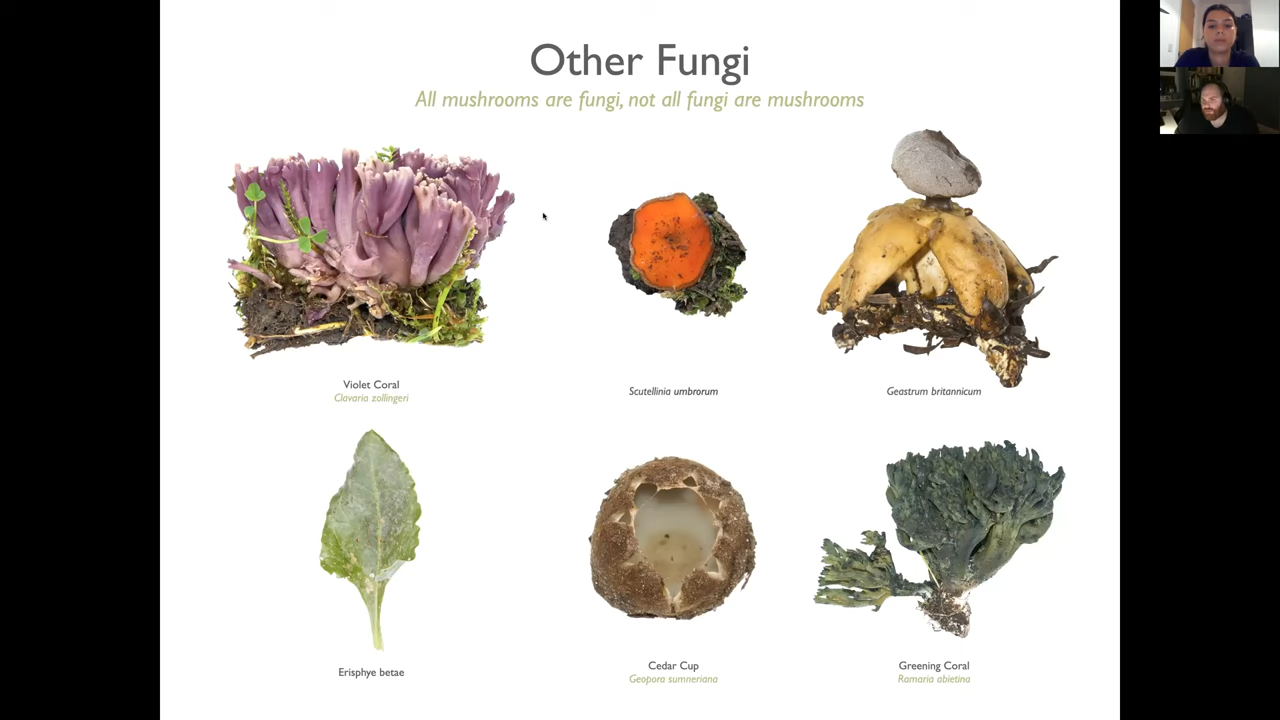 Other Fungi
All mushrooms are fungi, not all fungi are mushrooms
Violet Coral
Clavaria zollingeri
Scutellinia umbrorum
Geastrum britannicum
Erisphye betae
Cedar Cup
Geopora sumneriana
Greening Coral
Ramaria abietina